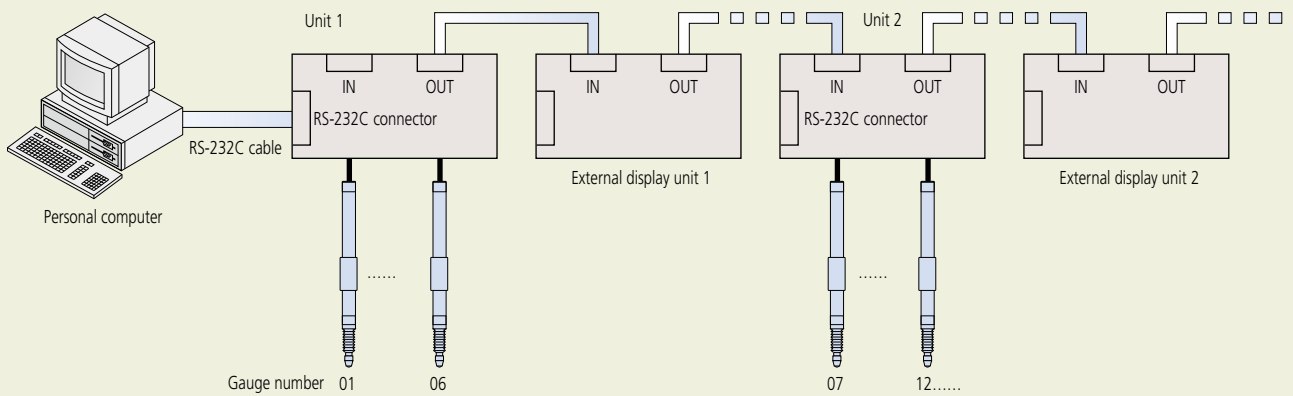 Unit 1
Unit 2
IN OUT
IN OUT
IN OUT
IN OUT
RS-232C connector
RS-232C connector
RS-232C cable
External display unit 1
External display unit 2
Personal computer
......
......
Gauge number 01 06 07 12......